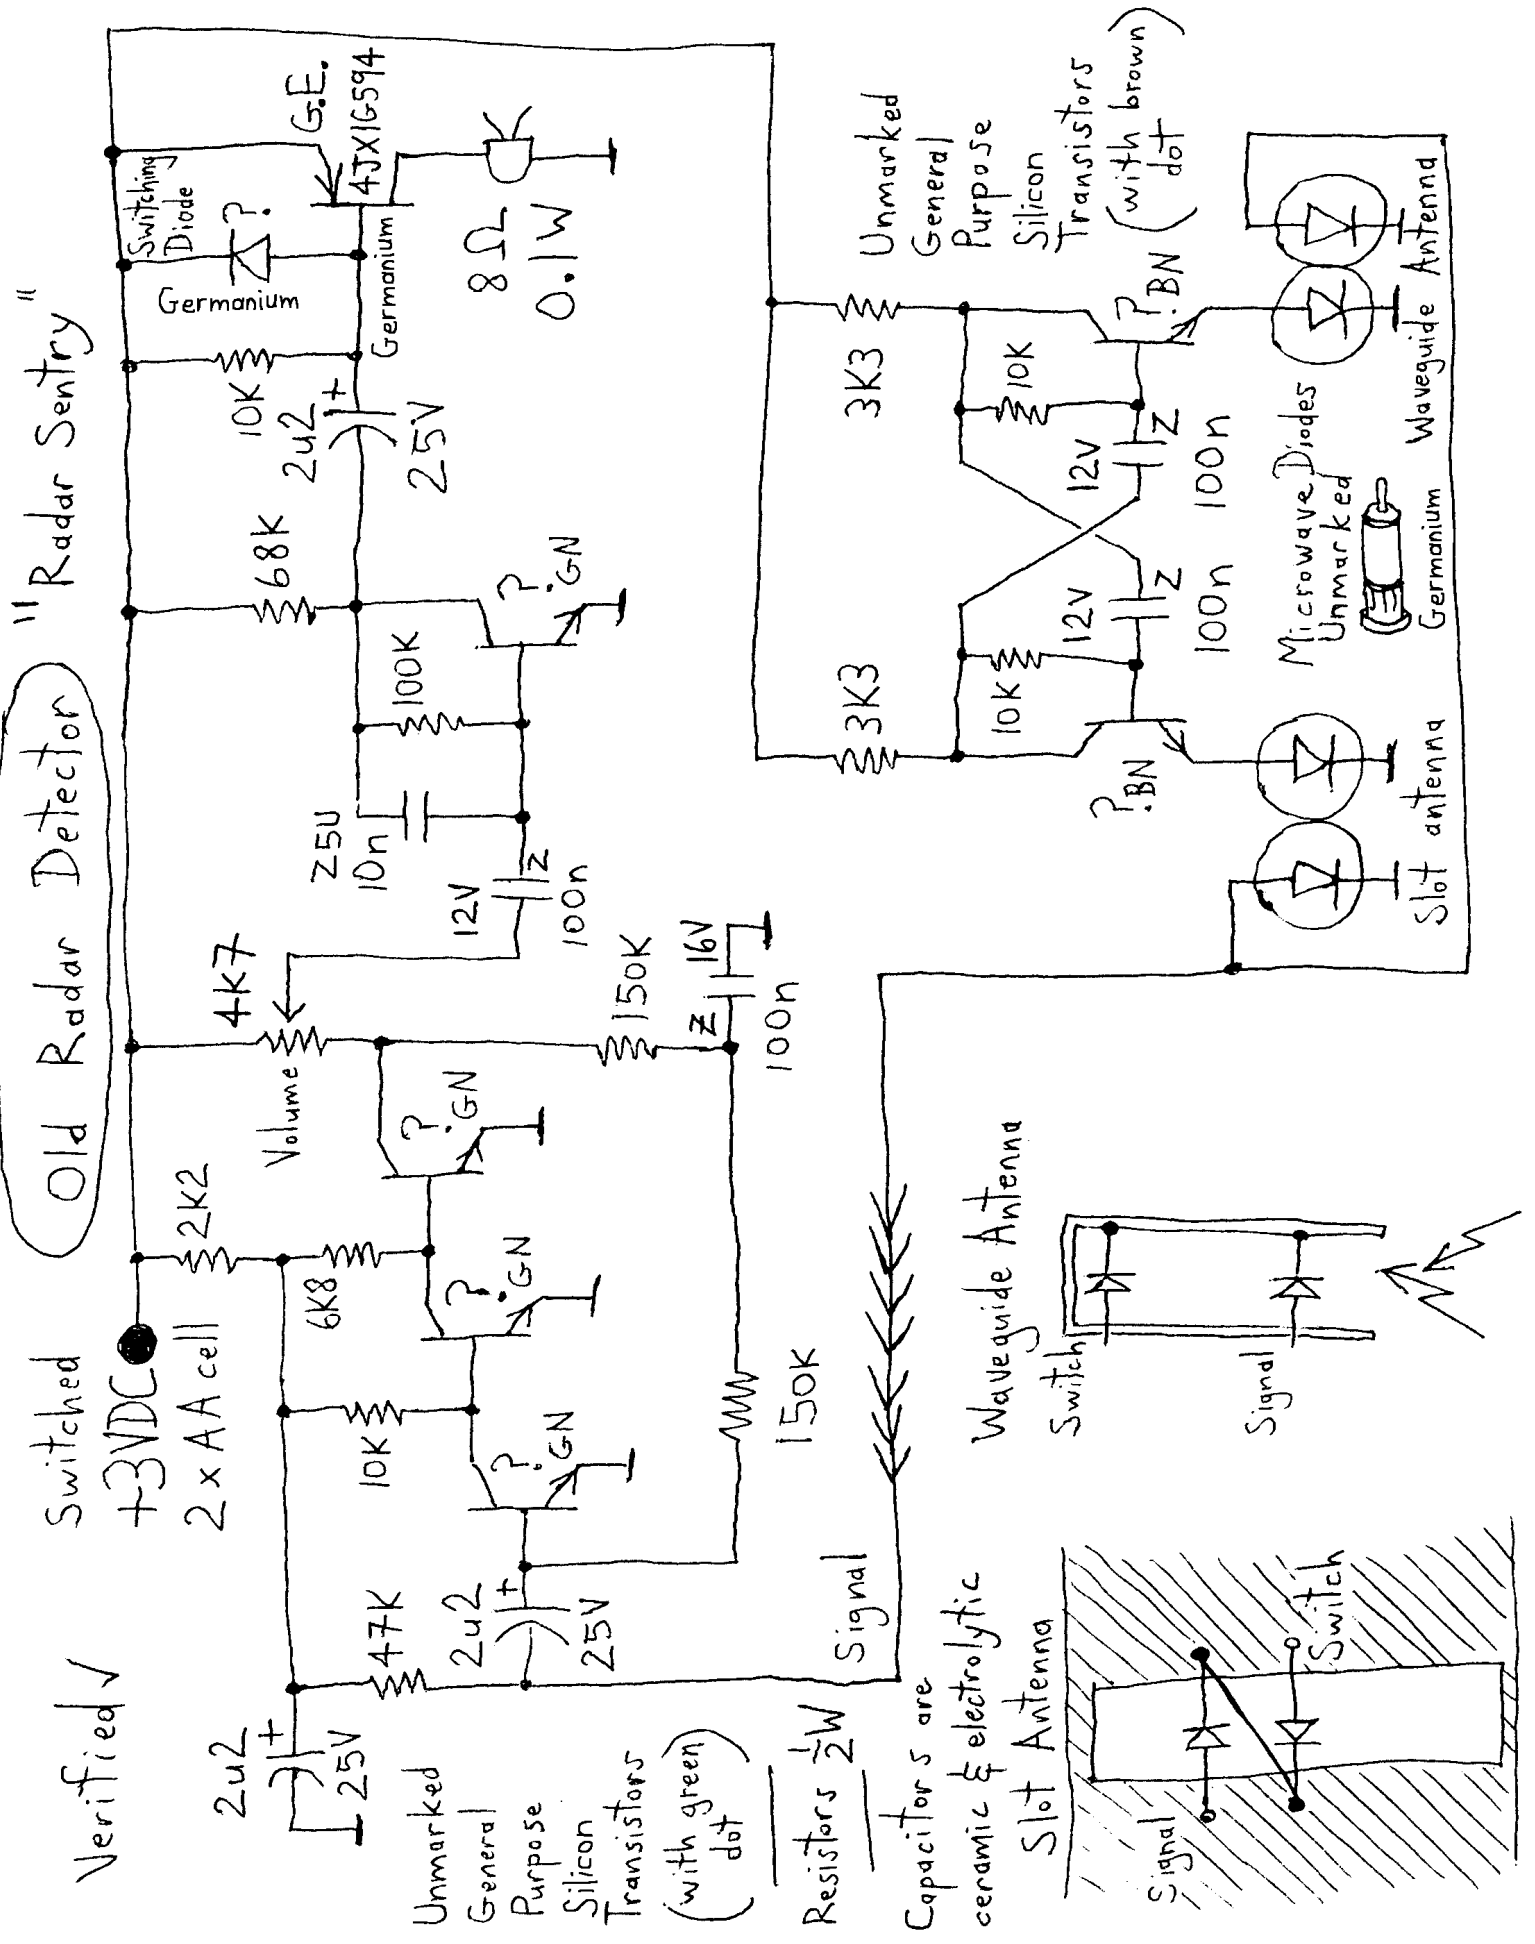 Old Radar Detector
"Radar Sentry"
Verified √
Switched
+3VDC
2 x AA cell
2K2
4K7
Volume
6K8
10K
47K
2u2
+
25V
2u2
+
25V
?.GN
?.GN
?.GN
150K
150K
Z
16V
100n
12V
Z
100n
Z5U
10n
100K
68K
?.GN
2u2
+
25V
10K
Germanium
Switching
Diode
?
G.E.
4JX1G594
Germanium
8Ω
0.1W
Unmarked
General
Purpose
Silicon
Transistors
(with green
dot)
Resistors ½W
Capacitors are
ceramic & electrolytic
Signal
3K3
3K3
10K
10K
12V
Z
100n
12V
Z
100n
?.BN
?.BN
Unmarked
General
Purpose
Silicon
Transistors
(with brown
dot)
Microwave Diodes
Unmarked
Germanium
Slot antenna
Waveguide Antenna
Slot Antenna
Signal
Switch
Waveguide Antenna
Switch
Signal